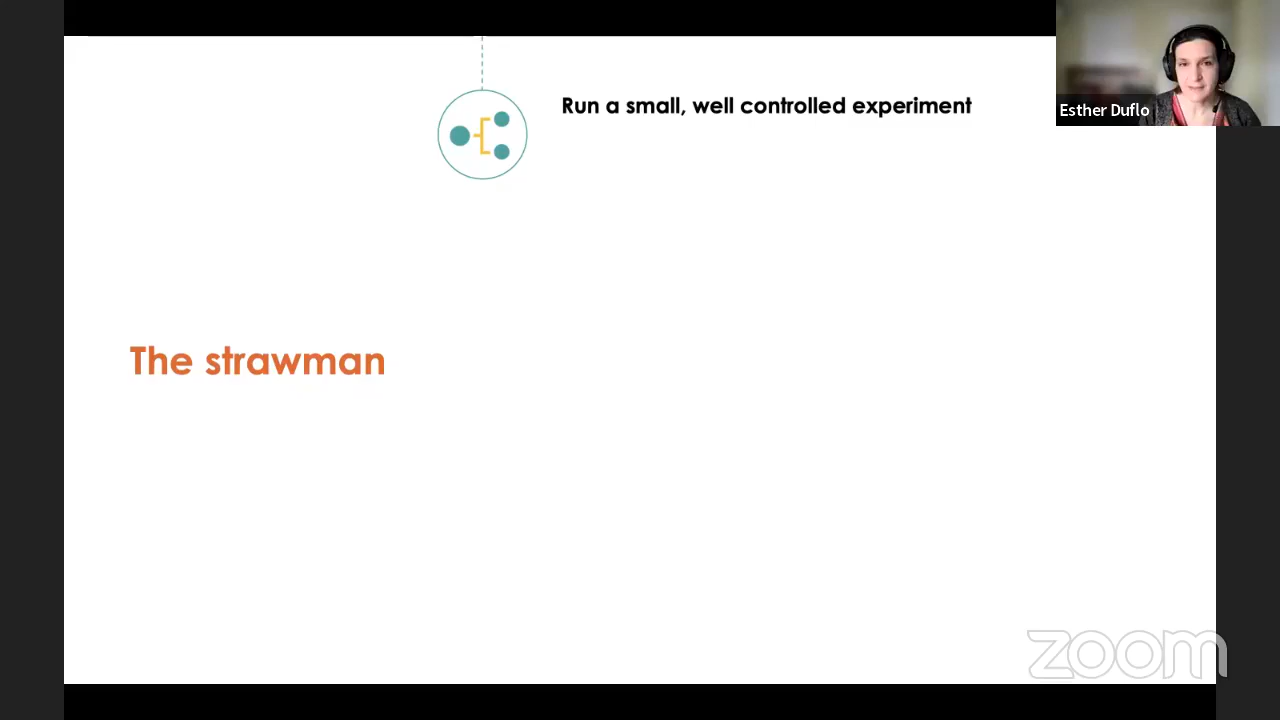 Run a small, well controlled experiment
Esther Duflo
The strawman
zoom